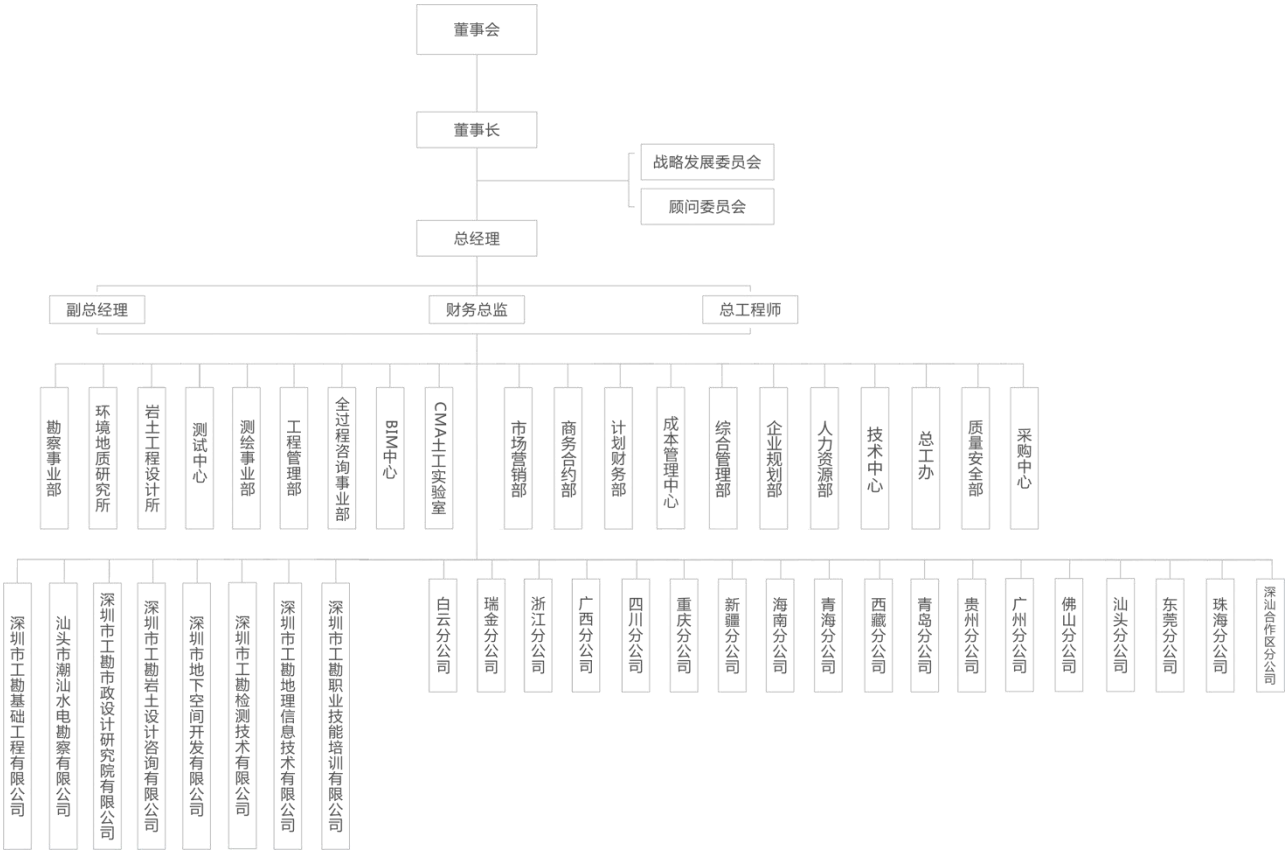 董事会
董事长
战略发展委员会
顾问委员会
总经理
副总经理
财务总监
总工程师
勘察事业部
环境地质研究所
岩土工程设计所
测试中心
测绘事业部
工程管理部
全过程咨询事业部
BIM中心
CMA土工实验室
市场营销部
商务合约部
计划财务部
成本管理中心
综合管理部
企业规划部
人力资源部
技术中心
总工办
质量安全部
采购中心
深圳市工勘基础工程有限公司
汕头市潮汕水电勘察有限公司
深圳市工勘市政设计研究院有限公司
深圳市工勘岩土设计咨询有限公司
深圳市地下空间开发有限公司
深圳市工勘检测技术有限公司
深圳市工勘地理信息技术有限公司
深圳市工勘职业技能培训有限公司
白云分公司
瑞金分公司
浙江分公司
广西分公司
四川分公司
重庆分公司
新疆分公司
海南分公司
青海分公司
西藏分公司
青岛分公司
贵州分公司
广州分公司
佛山分公司
汕头分公司
东莞分公司
珠海分公司
深汕合作区分公司